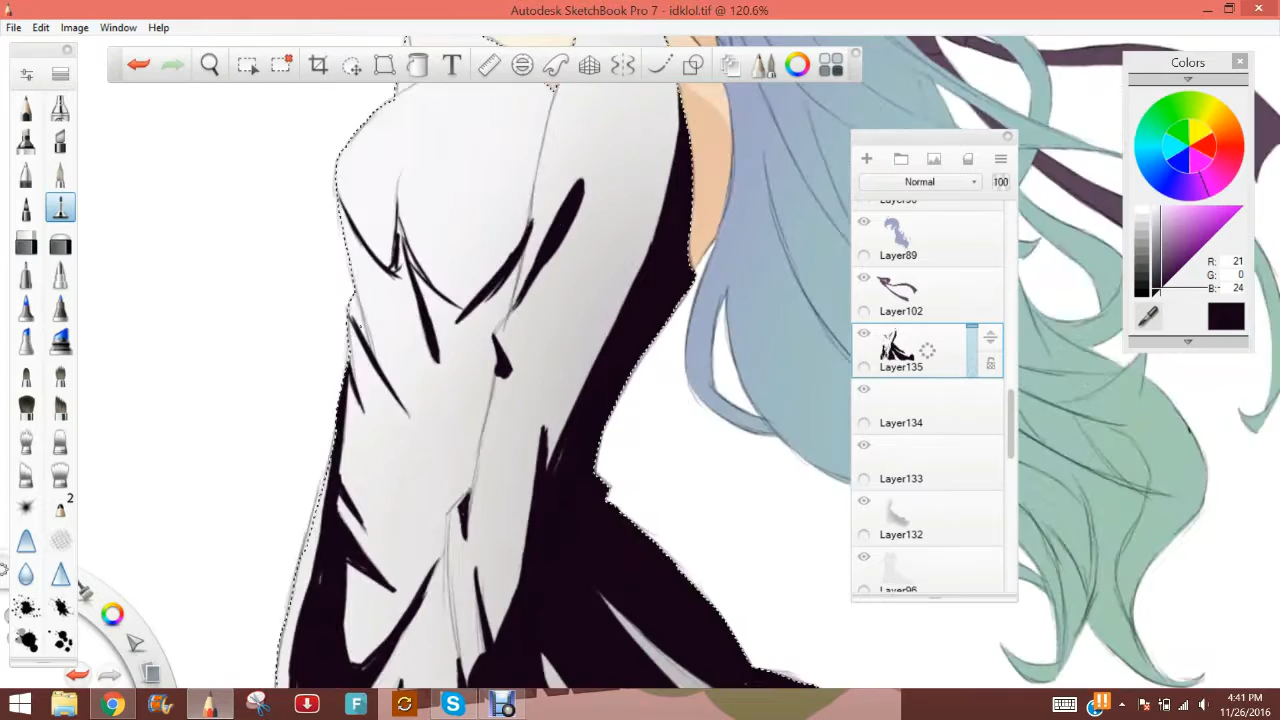 Autodesk SketchBook Pro 7 - idklol.tif @ 120.6%
File Edit Image Window Help
T
Colors
Normal 100
Layer89
R: 21
G: 0
B: 24
Layer102
Layer135
Layer134
Layer133
2
Layer132
Layer96
F
S
4:41 PM
11/26/2016